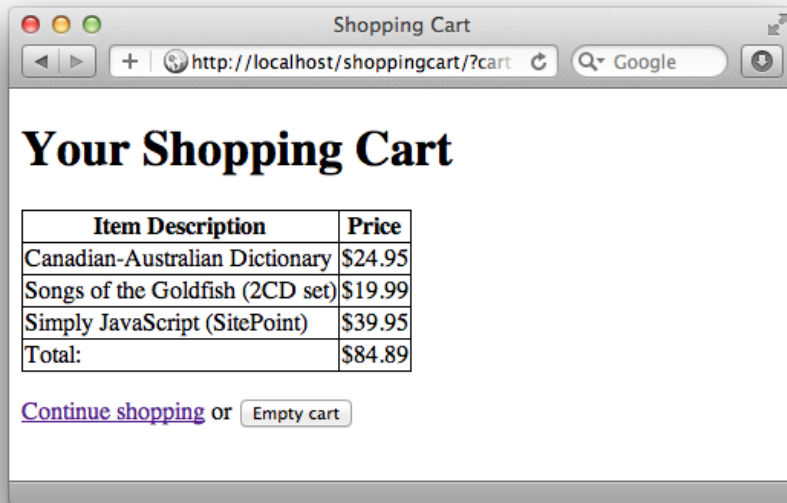 Shopping Cart
http://localhost/shoppingcart/?cart
Google
Your Shopping Cart
Item Description Price
Canadian-Australian Dictionary $24.95
Songs of the Goldfish (2CD set) $19.99
Simply JavaScript (SitePoint) $39.95
Total: $84.89
Continue shopping or Empty cart